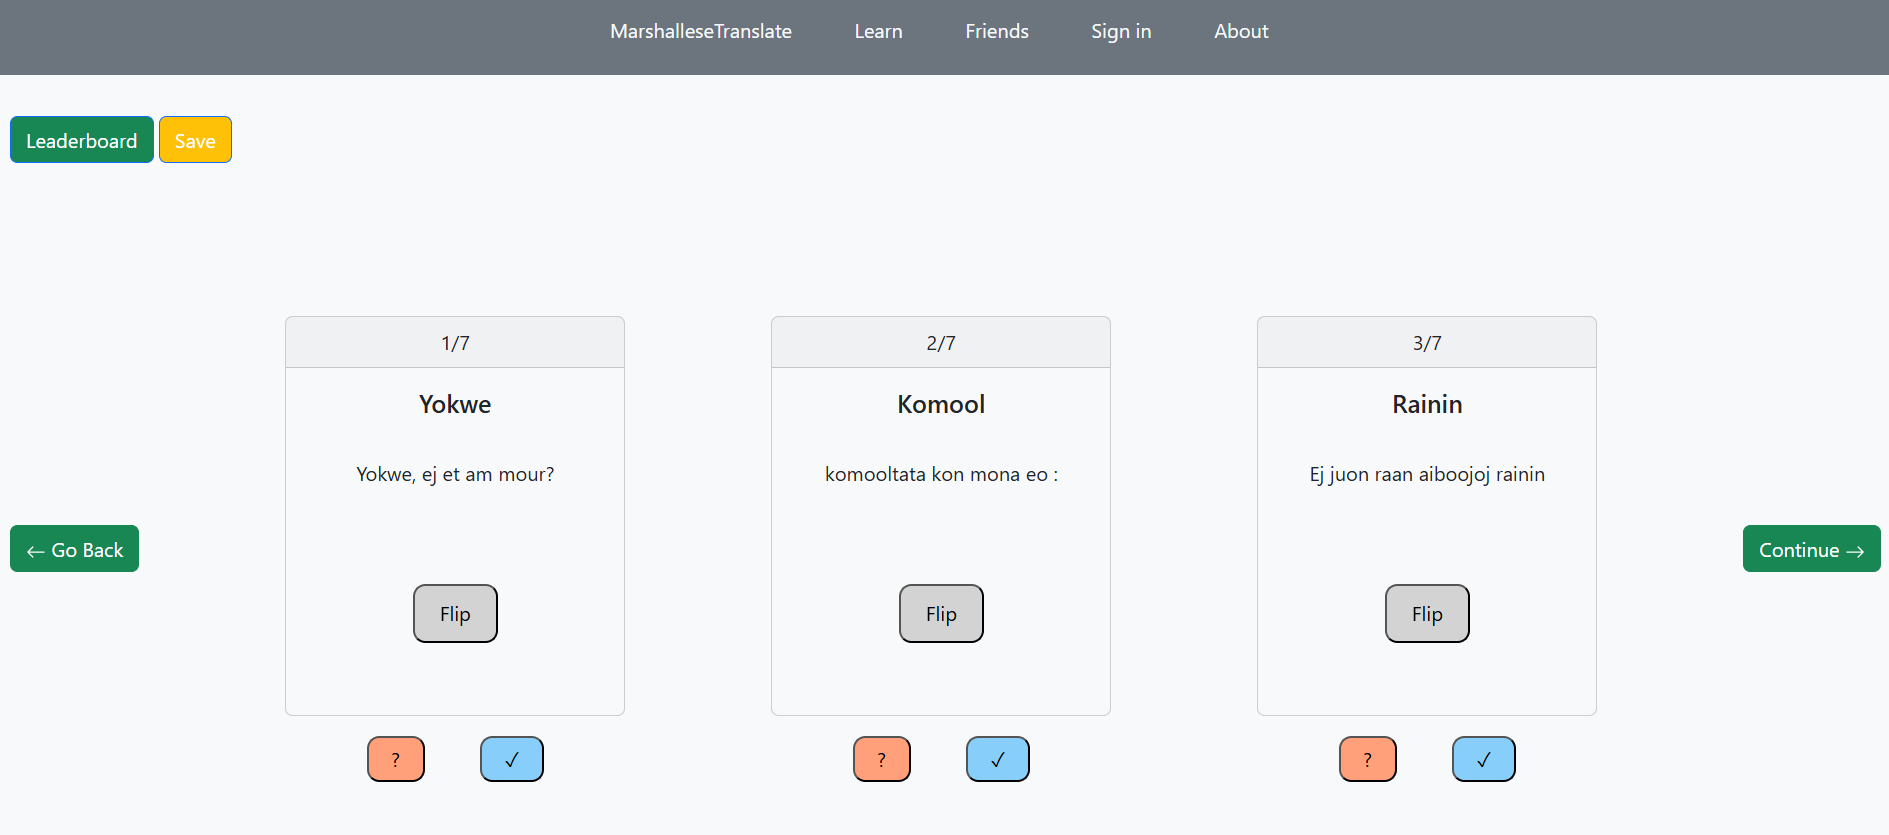 MarshalleseTranslate Learn Friends Sign in About
Leaderboard Save
1/7
Yokwe
Yokwe, ej et am mour?
Flip
? ✓
2/7
Komool
komooltata kon mona eo :
Flip
? ✓
3/7
Rainin
Ej juon raan aiboojoj rainin
Flip
? ✓
← Go Back
Continue →